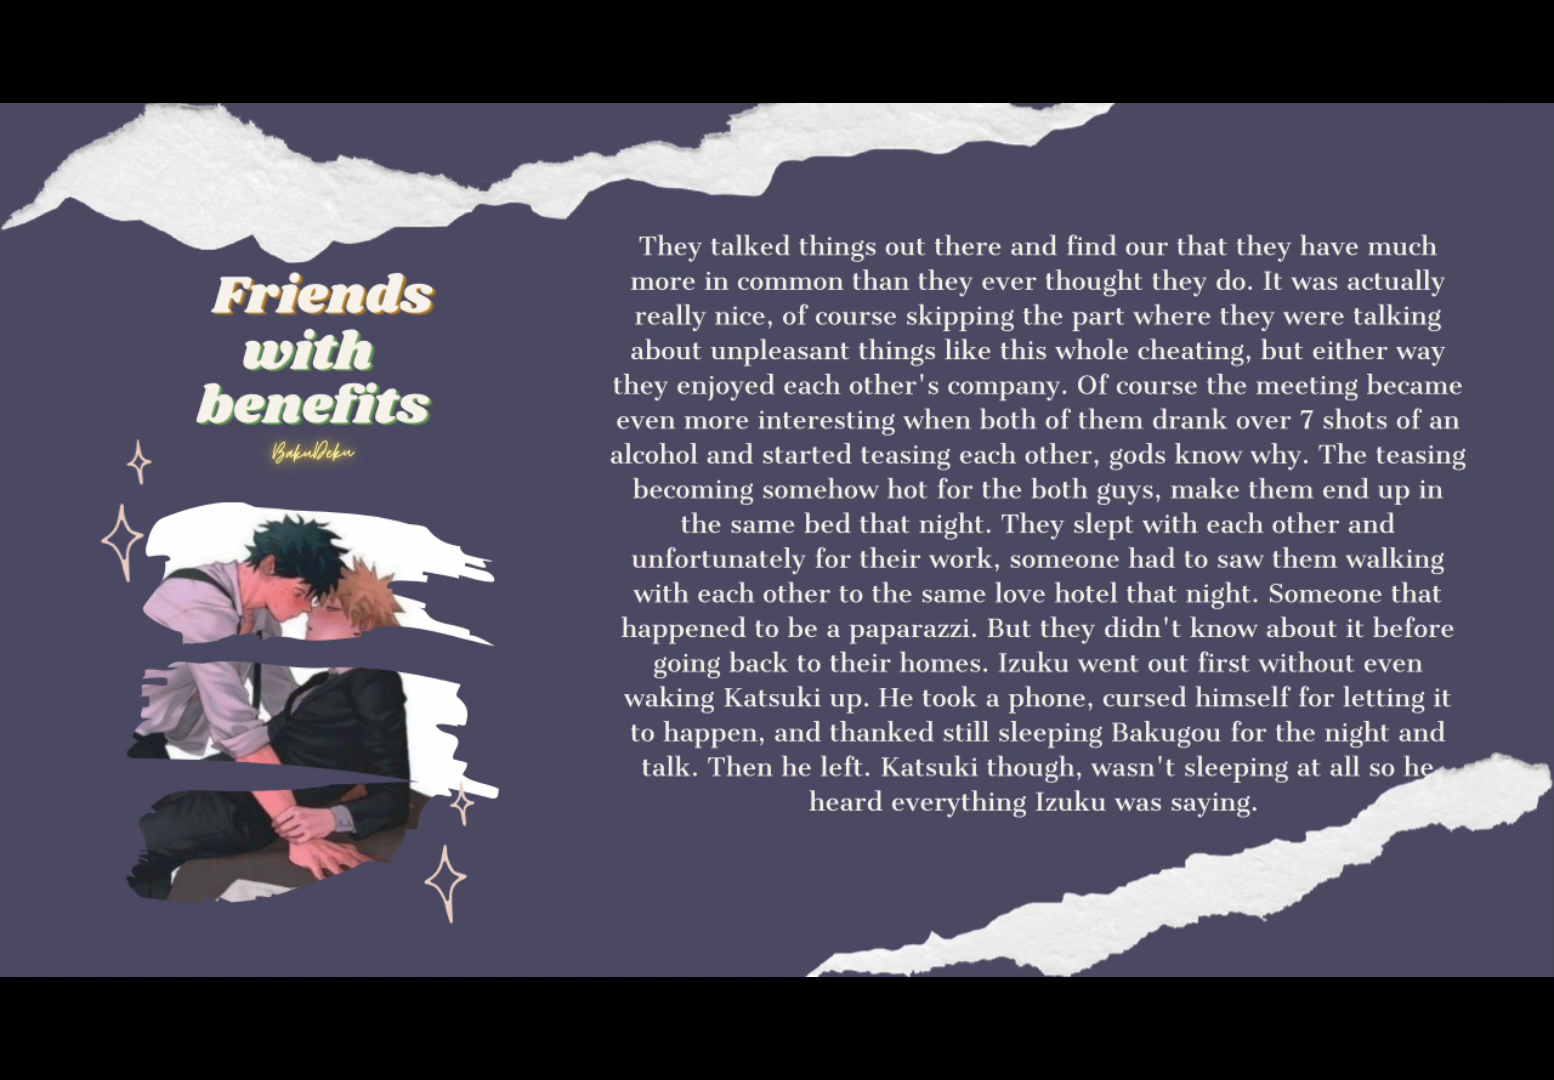 Friends
with
benefits
BakuDeku
They talked things out there and find our that they have much
more in common than they ever thought they do. It was actually
really nice, of course skipping the part where they were talking
about unpleasant things like this whole cheating, but either way
they enjoyed each other's company. Of course the meeting became
even more interesting when both of them drank over 7 shots of an
alcohol and started teasing each other, gods know why. The teasing
becoming somehow hot for the both guys, make them end up in
the same bed that night. They slept with each other and
unfortunately for their work, someone had to saw them walking
with each other to the same love hotel that night. Someone that
happened to be a paparazzi. But they didn't know about it before
going back to their homes. Izuku went out first without even
waking Katsuki up. He took a phone, cursed himself for letting it
to happen, and thanked still sleeping Bakugou for the night and
talk. Then he left. Katsuki though, wasn't sleeping at all so he
heard everything Izuku was saying.